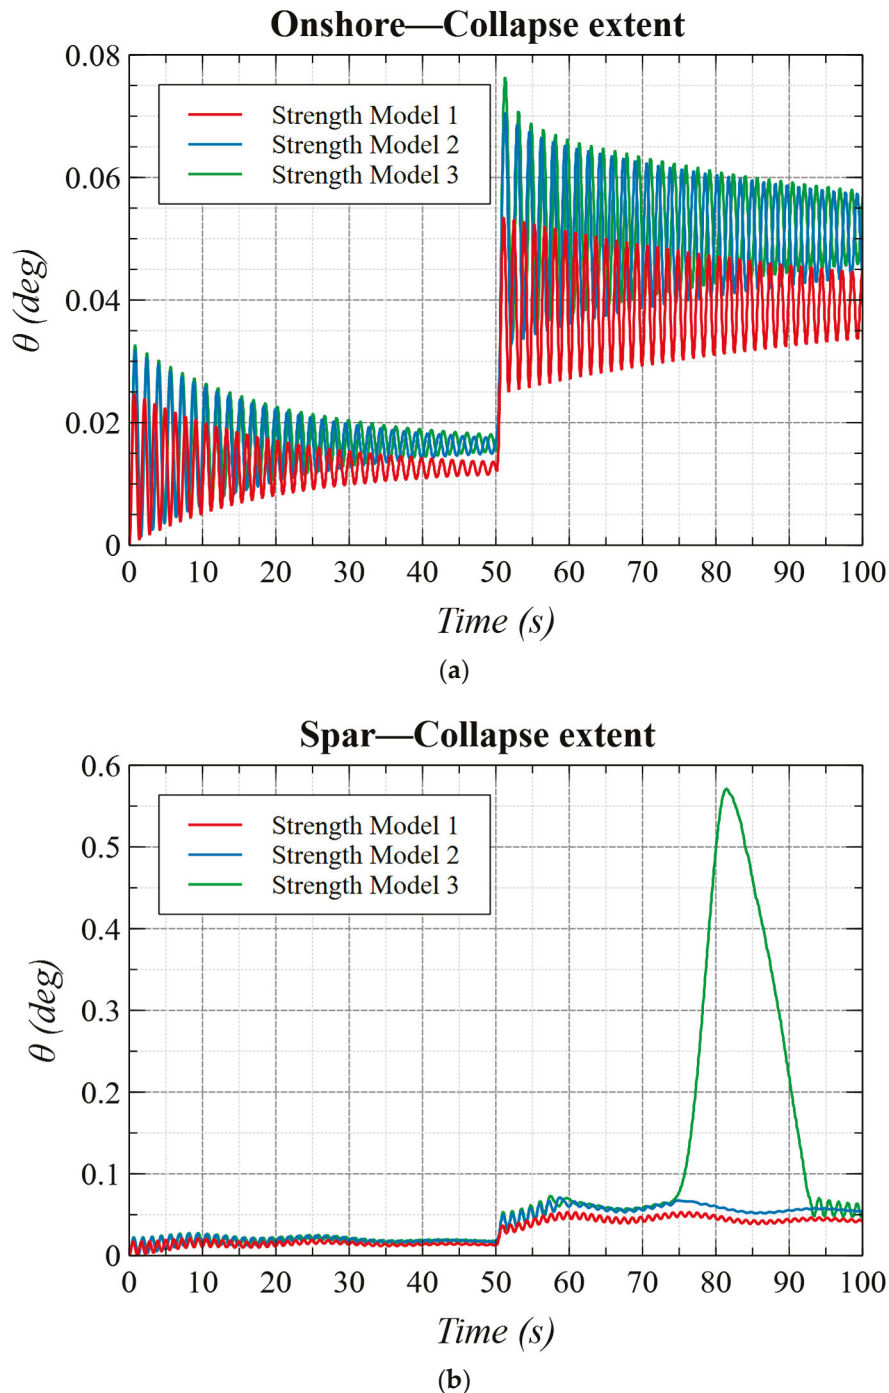 Onshore—Collapse extent
0.08
Strength Model 1
Strength Model 2
Strength Model 3
0.06
0.04
0.02
0
θ (deg)
0 10 20 30 40 50 60 70 80 90 100
Time (s)
(a)
Spar—Collapse extent
0.6
Strength Model 1
Strength Model 2
Strength Model 3
0.5
0.4
0.3
0.2
0.1
0
θ (deg)
0 10 20 30 40 50 60 70 80 90 100
Time (s)
(b)